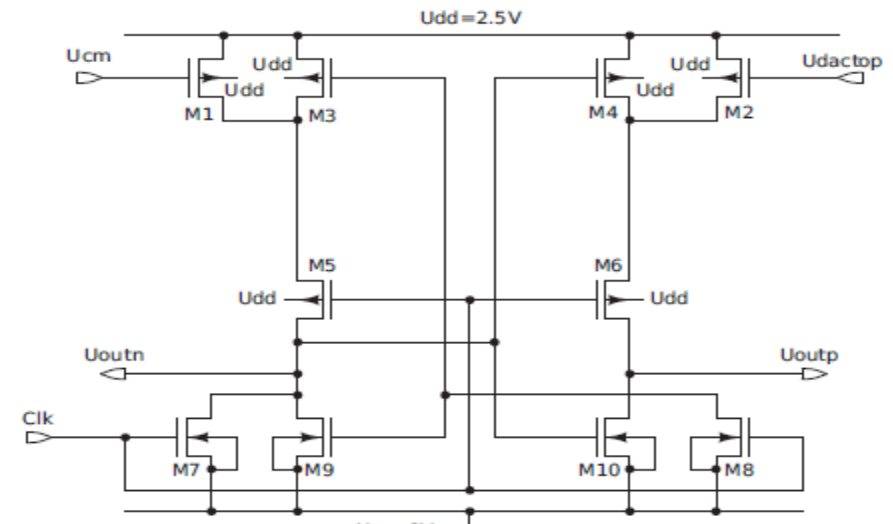 Udd=2.5V
Ucm
Udd
Udd
Udactop
Udd
Udd
M1
M3
M4
M2
M5
M6
Udd
Udd
Uoutn
Uoutp
Clk
M7
M9
M10
M8